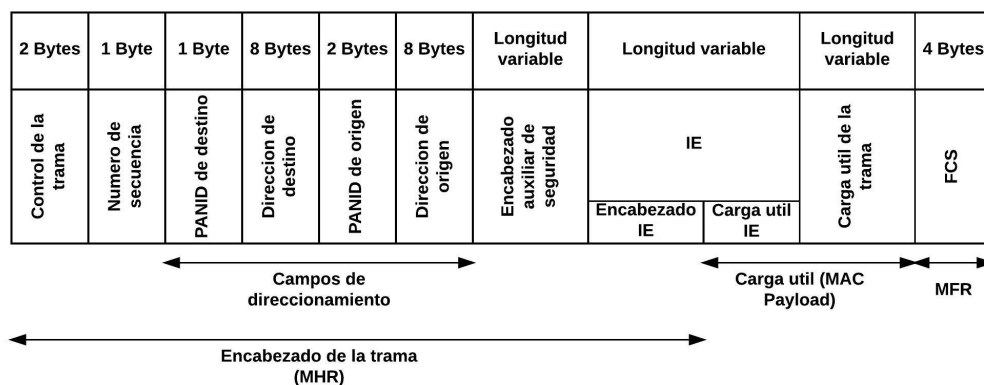 2 Bytes
1 Byte
1 Byte
8 Bytes
2 Bytes
8 Bytes
Longitud
variable
Longitud variable
Longitud
variable
4 Bytes
Control de la
trama
Numero de
secuencia
PANID de destino
Direccion de
destino
PANID de origen
Direccion de
origen
Encabezado
auxiliar de
seguridad
IE
Encabezado
IE
Carga util
IE
Carga util de la
trama
FCS
Campos de
direccionamiento
Carga util (MAC
Payload)
MFR
Encabezado de la trama
(MHR)